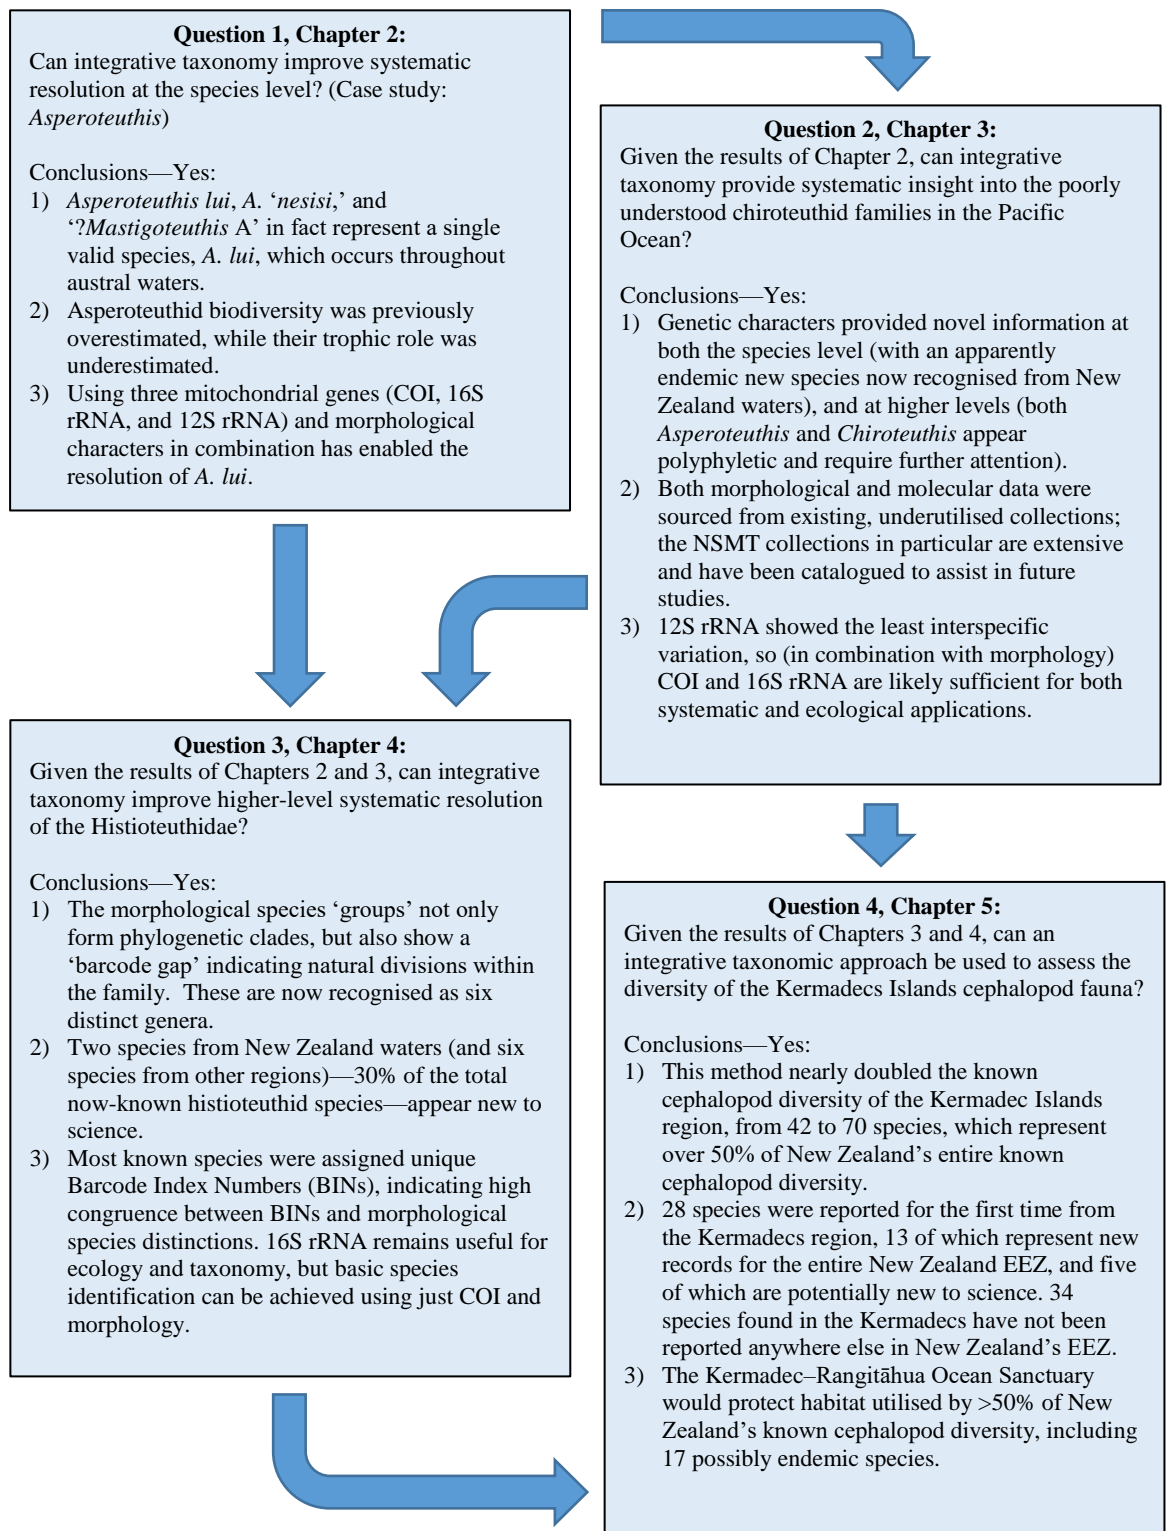 Question 1, Chapter 2:
Can integrative taxonomy improve systematic
resolution at the species level? (Case study:
Asperoteuthis)
Conclusions—Yes:
1) Asperoteuthis lui, A. ‘nesisi,’ and
‘?Mastigoteuthis A’ in fact represent a single
valid species, A. lui, which occurs throughout
austral waters.
2) Asperoteuthid biodiversity was previously
overestimated, while their trophic role was
underestimated.
3) Using three mitochondrial genes (COI, 16S
rRNA, and 12S rRNA) and morphological
characters in combination has enabled the
resolution of A. lui.
Question 2, Chapter 3:
Given the results of Chapter 2, can integrative
taxonomy provide systematic insight into the poorly
understood chiroteuthid families in the Pacific
Ocean?
Conclusions—Yes:
1) Genetic characters provided novel information at
both the species level (with an apparently
endemic new species now recognised from New
Zealand waters), and at higher levels (both
Asperoteuthis and Chiroteuthis appear
polyphyletic and require further attention).
2) Both morphological and molecular data were
sourced from existing, underutilised collections;
the NSMT collections in particular are extensive
and have been catalogued to assist in future
studies.
3) 12S rRNA showed the least interspecific
variation, so (in combination with morphology)
COI and 16S rRNA are likely sufficient for both
systematic and ecological applications.
Question 3, Chapter 4:
Given the results of Chapters 2 and 3, can integrative
taxonomy improve higher-level systematic resolution
of the Histioteuthidae?
Conclusions—Yes:
1) The morphological species ‘groups’ not only
form phylogenetic clades, but also show a
‘barcode gap’ indicating natural divisions within
the family. These are now recognised as six
distinct genera.
2) Two species from New Zealand waters (and six
species from other regions)—30% of the total
now-known histioteuthid species—appear new to
science.
3) Most known species were assigned unique
Barcode Index Numbers (BINs), indicating high
congruence between BINs and morphological
species distinctions. 16S rRNA remains useful for
ecology and taxonomy, but basic species
identification can be achieved using just COI and
morphology.
Question 4, Chapter 5:
Given the results of Chapters 3 and 4, can an
integrative taxonomic approach be used to assess the
diversity of the Kermadecs Islands cephalopod fauna?
Conclusions—Yes:
1) This method nearly doubled the known
cephalopod diversity of the Kermadec Islands
region, from 42 to 70 species, which represent
over 50% of New Zealand’s entire known
cephalopod diversity.
2) 28 species were reported for the first time from
the Kermadecs region, 13 of which represent new
records for the entire New Zealand EEZ, and five
of which are potentially new to science. 34
species found in the Kermadecs have not been
reported anywhere else in New Zealand’s EEZ.
3) The Kermadec–Rangitāhua Ocean Sanctuary
would protect habitat utilised by >50% of New
Zealand’s known cephalopod diversity, including
17 possibly endemic species.